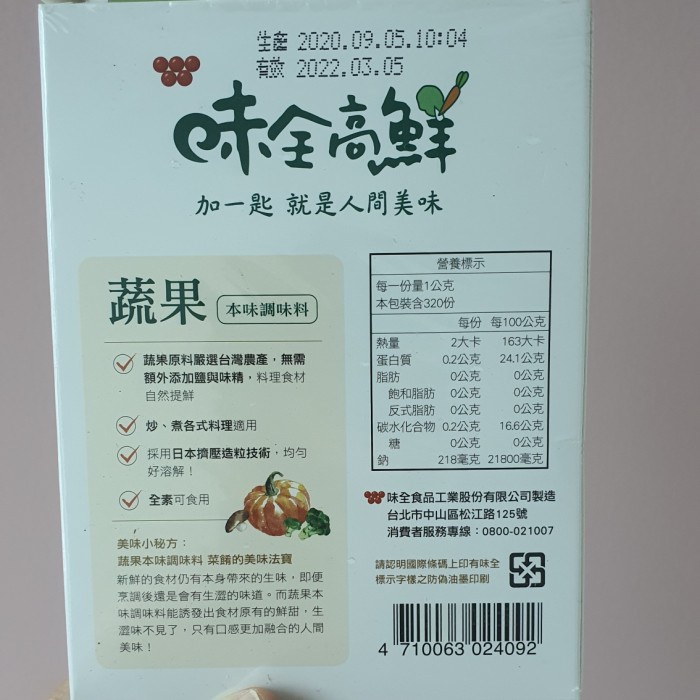 生產 2020.09.05.10:04
有效 2022.03.05
味全高鮮
加一匙 就是人間美味
蔬果 本味調味料
蔬果原料嚴選台灣農產，無需
額外添加鹽與味精，料理食材
自然提鮮
炒、煮各式料理適用
採用日本擠壓造粒技術，均勻
好溶解！
全素可食用
美味小秘方：
蔬果本味調味料 菜餚的美味法寶
新鮮的食材仍有本身帶來的生味，即便
烹調後還是會有生澀的味道。而蔬果本
味調味料能誘發出食材原有的鮮甜，生
澀味不見了，只有口感更加融合的人間
美味！
營養標示
每一份量1公克
本包裝含320份
每份 每100公克
熱量 2大卡 163大卡
蛋白質 0.2公克 24.1公克
脂肪 0公克 0公克
飽和脂肪 0公克 0公克
反式脂肪 0公克 0公克
碳水化合物 0.2公克 16.6公克
糖 0公克 0公克
鈉 218毫克 21800毫克
味全食品工業股份有限公司製造
台北市中山區松江路125號
消費者服務專線：0800-021007
請認明國際條碼上印有味全
標示字樣之防偽油墨印刷
4 710063 024092